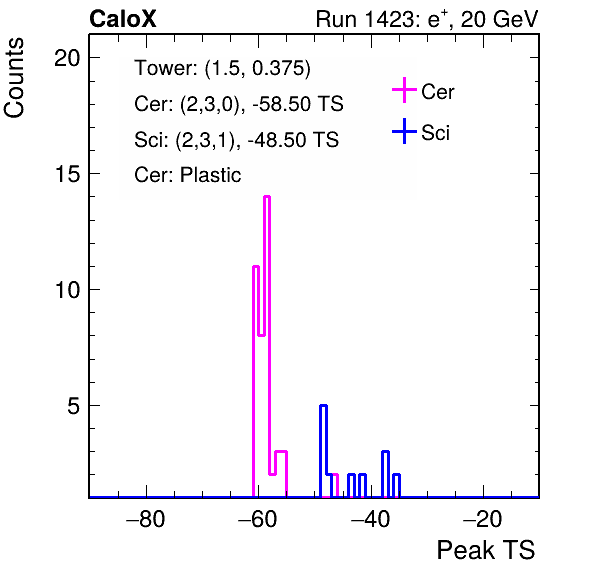 CaloX Run 1423: e⁺, 20 GeV
Counts
Tower: (1.5, 0.375)
Cer: (2,3,0), -58.50 TS
Sci: (2,3,1), -48.50 TS
Cer: Plastic
Cer
Sci
20
15
10
5
−80 −60 −40 −20
Peak TS